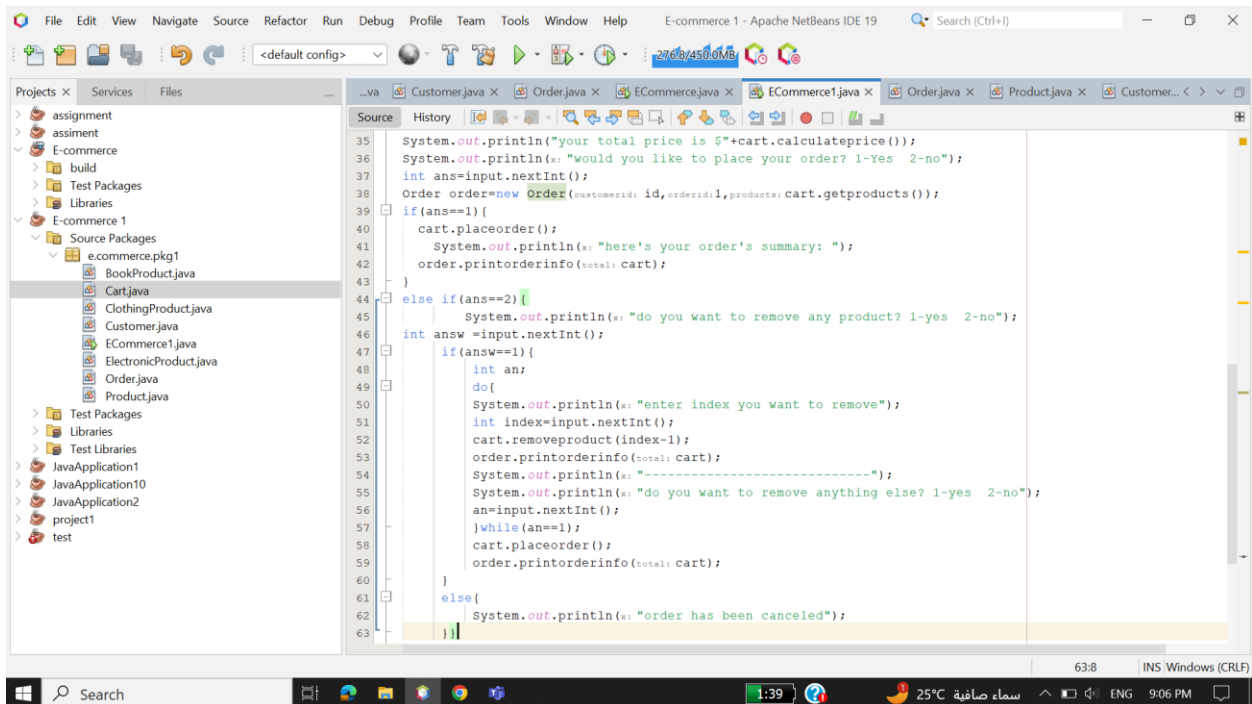 File Edit View Navigate Source Refactor Run Debug Profile Team Tools Window Help E-commerce 1 - Apache NetBeans IDE 19 Search (Ctrl+I)
<default config> 276.8/450.0MB
Projects Services Files
...va Customer.java Order.java ECommerce.java ECommerce1.java Order.java Product.java Customer...
Source History
assignment
assiment
E-commerce
build
Test Packages
Libraries
E-commerce 1
Source Packages
e.commerce.pkg1
BookProduct.java
Cart.java
ClothingProduct.java
Customer.java
ECommerce1.java
ElectronicProduct.java
Order.java
Product.java
Test Packages
Libraries
Test Libraries
JavaApplication1
JavaApplication10
JavaApplication2
project1
test
35 System.out.println("your total price is $"+cart.calculateprice());
36 System.out.println(x: "would you like to place your order? 1-Yes 2-no");
37 int ans=input.nextInt();
38 Order order=new Order(customerid: id,orderid:1,products: cart.getproducts());
39 if(ans==1){
40 cart.placeorder();
41 System.out.println(x: "here's your order's summary: ");
42 order.printorderinfo(total: cart);
43 }
44 else if(ans==2){
45 System.out.println(x: "do you want to remove any product? 1-yes 2-no");
46 int answ =input.nextInt();
47 if(answ==1){
48 int an;
49 do{
50 System.out.println(x: "enter index you want to remove");
51 int index=input.nextInt();
52 cart.removeproduct(index-1);
53 order.printorderinfo(total: cart);
54 System.out.println(x: "-----------------------------");
55 System.out.println(x: "do you want to remove anything else? 1-yes 2-no");
56 an=input.nextInt();
57 }while(an==1);
58 cart.placeorder();
59 order.printorderinfo(total: cart);
60 }
61 else{
62 System.out.println(x: "order has been canceled");
63 }}
63:8 INS Windows (CRLF)
Search 1:39 25°C سماء صافية ENG 9:06 PM